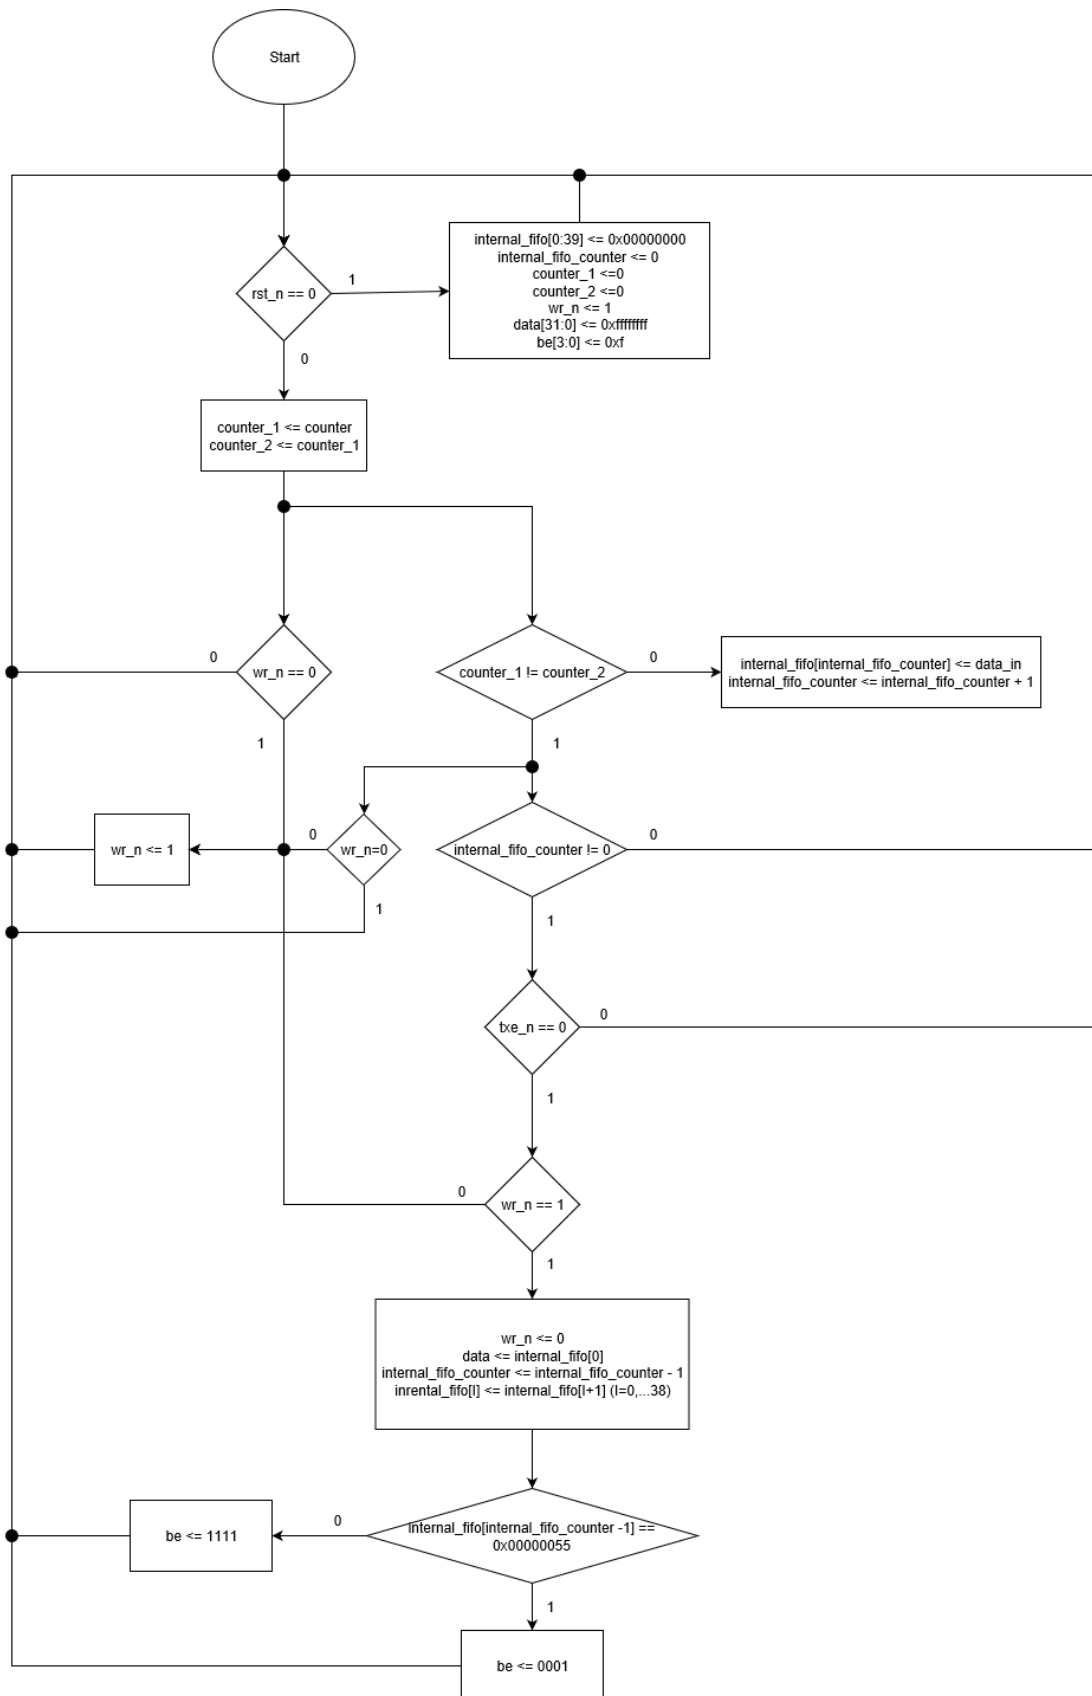 Start
rst_n == 0
1
internal_fifo[0:39] <= 0x00000000
internal_fifo_counter <= 0
counter_1 <=0
counter_2 <=0
wr_n <= 1
data[31:0] <= 0xffffffff
be[3:0] <= 0xf
0
counter_1 <= counter
counter_2 <= counter_1
0
wr_n == 0
1
counter_1 != counter_2
0
internal_fifo[internal_fifo_counter] <= data_in
internal_fifo_counter <= internal_fifo_counter + 1
1
wr_n <= 1
0
wr_n=0
1
internal_fifo_counter != 0
0
1
txe_n == 0
0
1
0
wr_n == 1
1
wr_n <= 0
data <= internal_fifo[0]
internal_fifo_counter <= internal_fifo_counter - 1
inrental_fifo[I] <= internal_fifo[I+1] (I=0,...38)
be <= 1111
0
internal_fifo[internal_fifo_counter -1] ==
0x00000055
1
be <= 0001